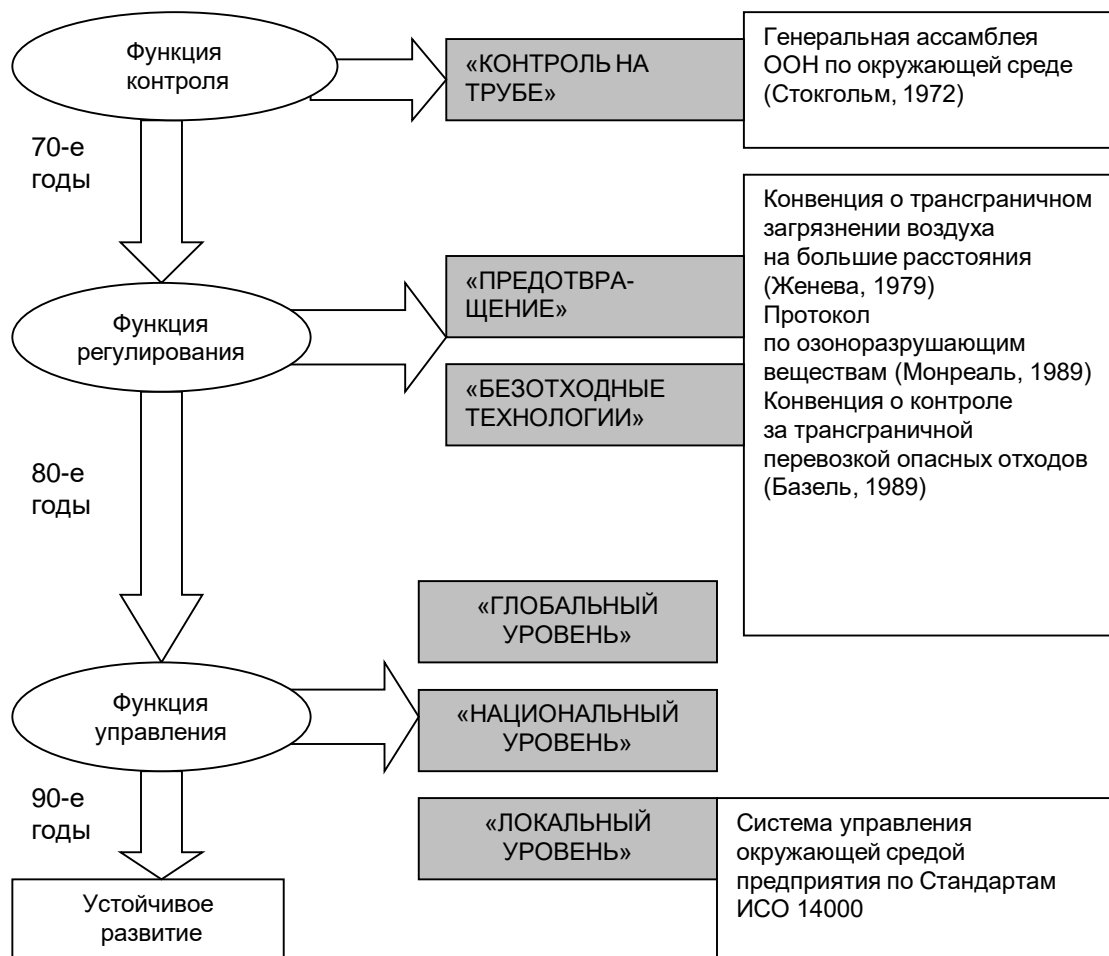 Функция
контроля
«КОНТРОЛЬ НА
ТРУБЕ»
Генеральная ассамблея
ООН по окружающей среде
(Стокгольм, 1972)
70-е
годы
Функция
регулирования
«ПРЕДОТВРА-
ЩЕНИЕ»
«БЕЗОТХОДНЫЕ
ТЕХНОЛОГИИ»
Конвенция о трансграничном
загрязнении воздуха
на большие расстояния
(Женева, 1979)
Протокол
по озоноразрушающим
веществам (Монреаль, 1989)
Конвенция о контроле
за трансграничной
перевозкой опасных отходов
(Базель, 1989)
80-е
годы
«ГЛОБАЛЬНЫЙ
УРОВЕНЬ»
Функция
управления
«НАЦИОНАЛЬНЫЙ
УРОВЕНЬ»
90-е
годы
«ЛОКАЛЬНЫЙ
УРОВЕНЬ»
Система управления
окружающей средой
предприятия по Стандартам
ИСО 14000
Устойчивое
развитие